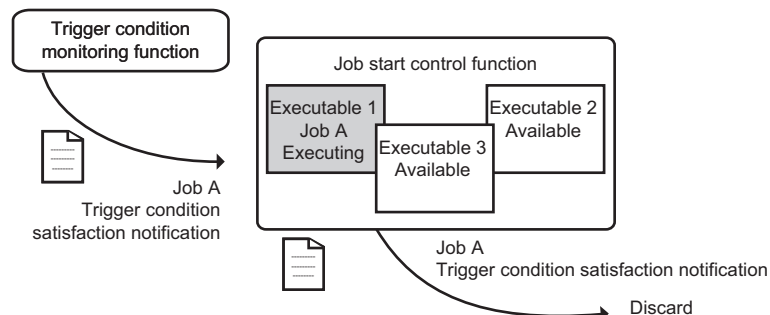 Trigger condition
monitoring function
Job start control function
Executable 1
Job A
Executing
Executable 2
Available
Executable 3
Available
Job A
Trigger condition
satisfaction notification
Job A
Trigger condition satisfaction notification
Discard